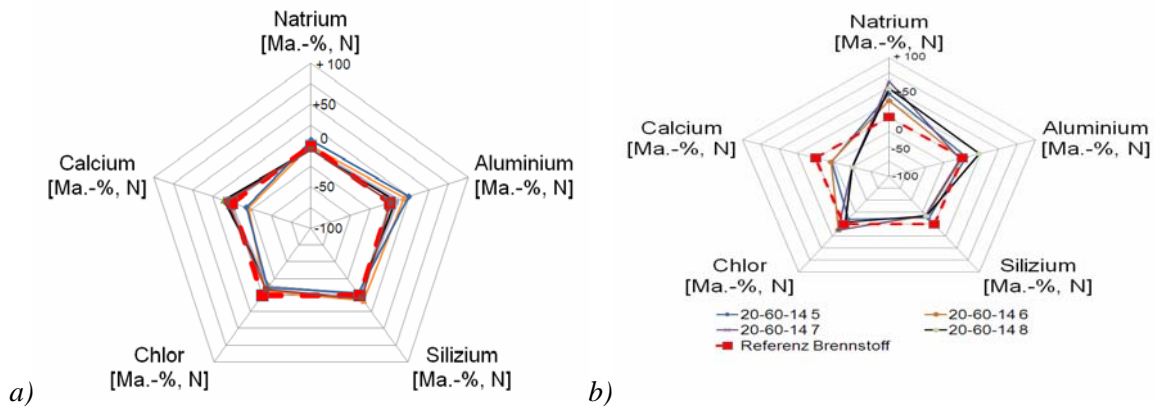 Natrium
[Ma.-%, N]
+ 100
+ 50
0
-50
-100
Aluminium
[Ma.-%, N]
Silizium
[Ma.-%, N]
Chlor
[Ma.-%, N]
Calcium
[Ma.-%, N]
a)
Natrium
[Ma.-%, N]
+ 100
+ 50
0
-50
-100
Aluminium
[Ma.-%, N]
Silizium
[Ma.-%, N]
Chlor
[Ma.-%, N]
Calcium
[Ma.-%, N]
20-60-14 5
20-60-14 6
20-60-14 7
20-60-14 8
Referenz Brennstoff
b)